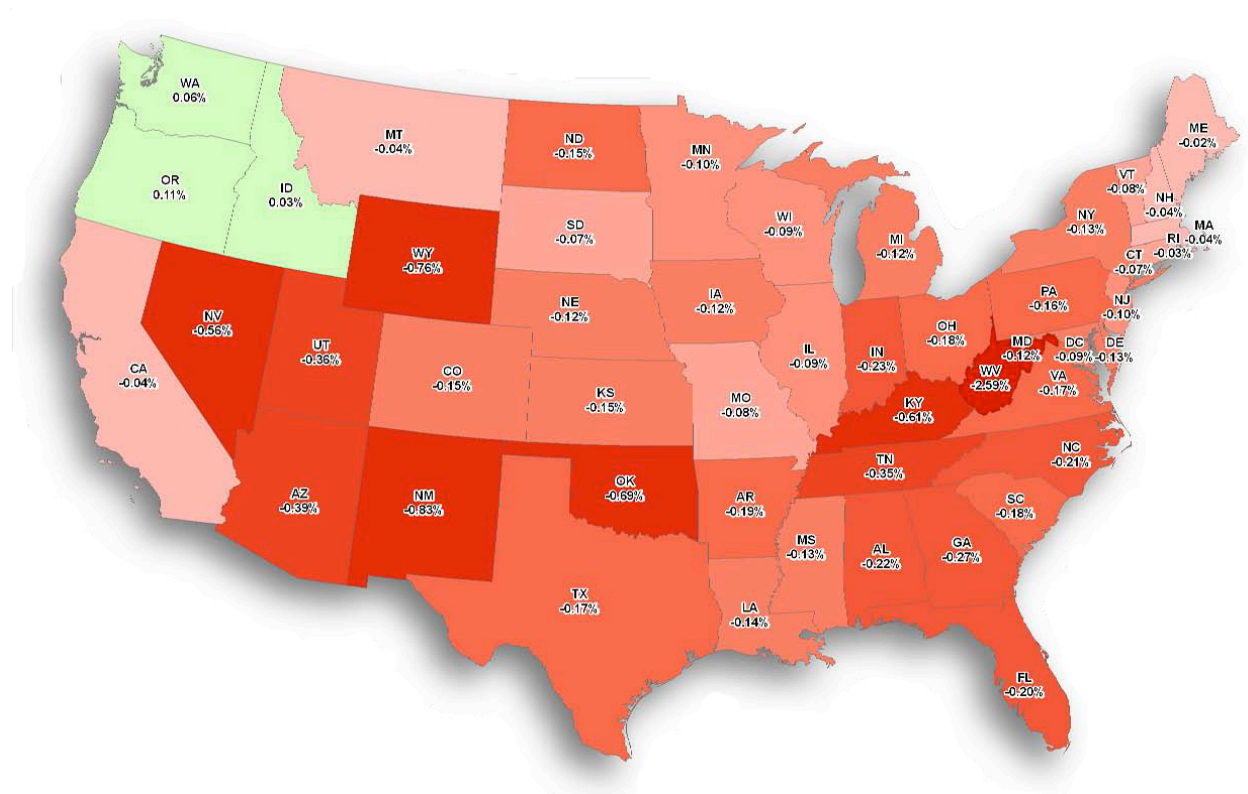 WA
0.06%
OR
0.11%
ID
0.03%
MT
-0.04%
ND
-0.15%
MN
-0.10%
WI
-0.09%
MI
-0.12%
NY
-0.13%
VT
-0.08%
ME
-0.02%
NH
-0.04%
MA
-0.04%
RI
-0.03%
CT
-0.07%
SD
-0.07%
WY
-0.76%
NE
-0.12%
IA
-0.12%
PA
-0.16%
NJ
-0.10%
NV
-0.56%
UT
-0.36%
CO
-0.15%
KS
-0.15%
MO
-0.08%
IL
-0.09%
IN
-0.23%
OH
-0.18%
MD
-0.12%
DC
-0.09%
DE
-0.13%
WV
-2.59%
VA
-0.17%
CA
-0.04%
KY
-0.61%
NC
-0.21%
TN
-0.35%
AZ
-0.39%
NM
-0.83%
OK
-0.69%
AR
-0.19%
SC
-0.18%
MS
-0.13%
AL
-0.22%
GA
-0.27%
TX
-0.17%
LA
-0.14%
FL
-0.20%